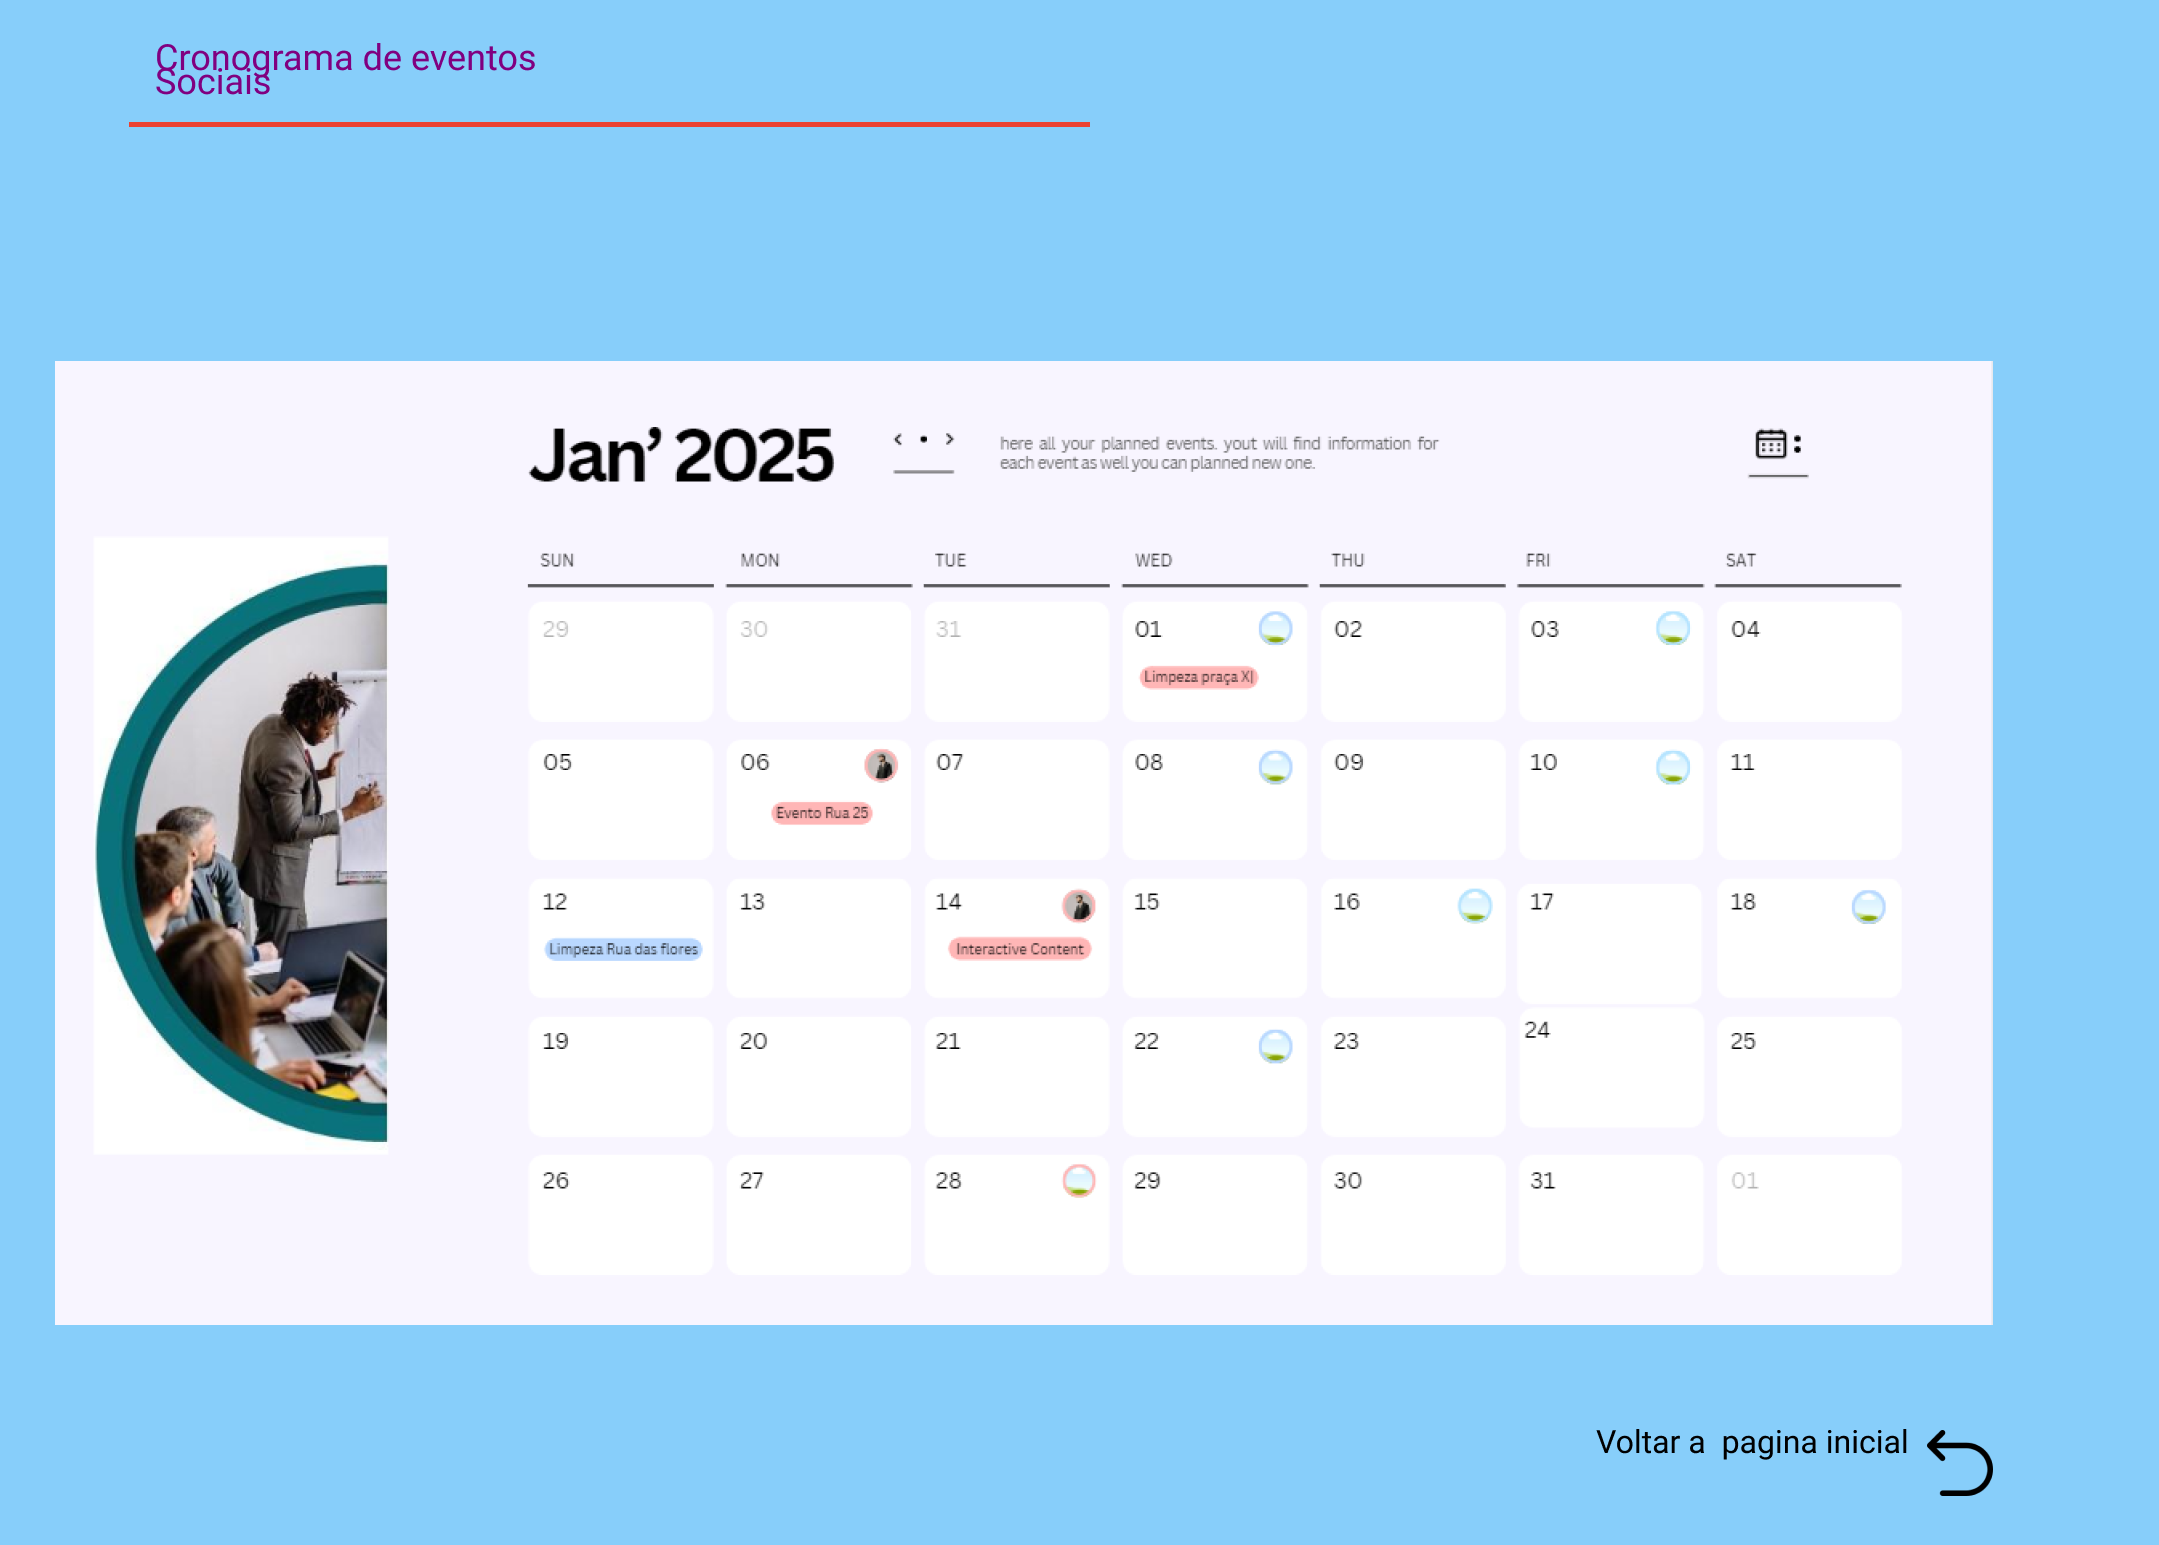 Cronograma de eventos
Sociais
Jan’ 2025
< • >
here all your planned events. yout will find information for
each event as well you can planned new one.
SUN MON TUE WED THU FRI SAT
29 30 31 01 02 03 04
Limpeza praça X|
05 06 07 08 09 10 11
Evento Rua 25
12 13 14 15 16 17 18
Limpeza Rua das flores Interactive Content
19 20 21 22 23 24 25
26 27 28 29 30 31 01
Voltar a  pagina inicial